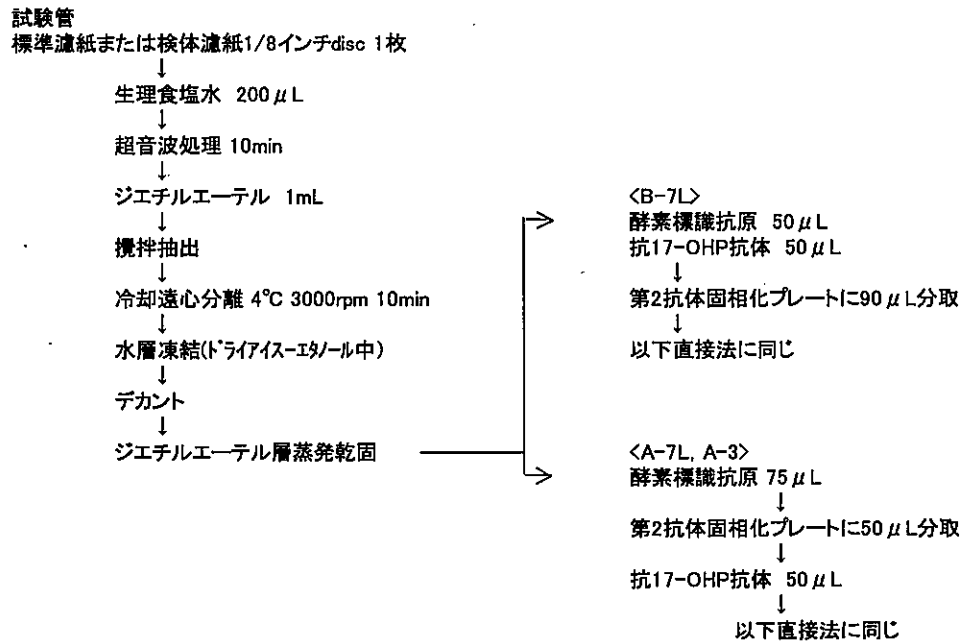 試験管
標準濾紙または検体濾紙1/8インチdisc 1枚
↓
生理食塩水 200μL
↓
超音波処理 10min
↓
ジエチルエーテル 1mL
↓
攪拌抽出
↓
冷却遠心分離 4℃ 3000rpm 10min
↓
水層凍結(ドライアイス-エタノール中)
↓
デカント
↓
ジエチルエーテル層蒸発乾固
<B-7L>
酵素標識抗原 50μL
抗17-OHP抗体 50μL
↓
第2抗体固相化プレートに90μL分取
↓
以下直接法に同じ
<A-7L, A-3>
酵素標識抗原 75μL
↓
第2抗体固相化プレートに50μL分取
↓
抗17-OHP抗体 50μL
↓
以下直接法に同じ